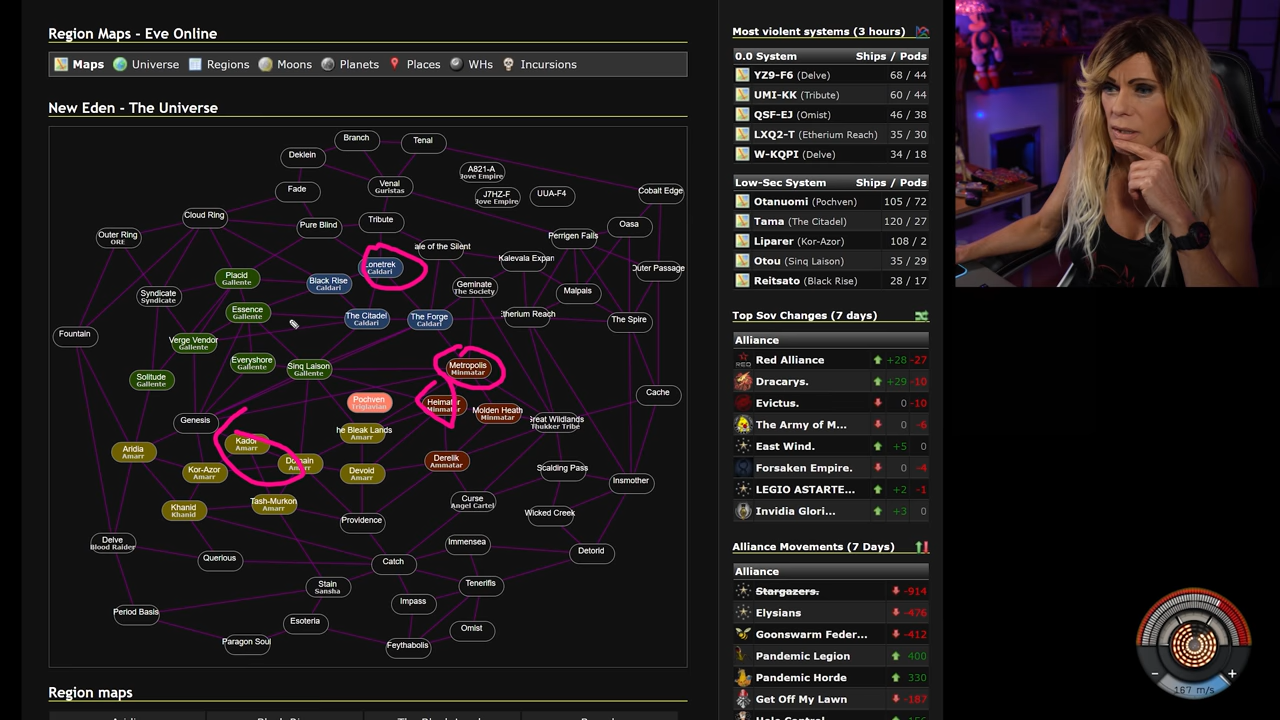 Region Maps - Eve Online
Maps Universe Regions Moons Planets Places WHs Incursions
New Eden - The Universe
Branch
Tenal
Deklein
A821-A
Jove Empire
Venal
Guristas
Fade
J7HZ-F
Jove Empire
UUA-F4
Cobalt Edge
Cloud Ring
Pure Blind
Tribute
Oasa
Outer Ring
ORE
Perrigen Falls
ale of the Silent
Kalevala Expan
Lonetrek
Caldari
Outer Passage
Placid
Gallente
Black Rise
Caldari
Geminate
The Society
Malpais
Syndicate
Syndicate
Essence
Gallente
The Citadel
Caldari
The Forge
Caldari
Etherium Reach
The Spire
Fountain
Verge Vendor
Gallente
Everyshore
Gallente
Sinq Laison
Gallente
Metropolis
Minmatar
Solitude
Gallente
Cache
Pochven
Triglavian
Heimatar
Minmatar
Molden Heath
Minmatar
Genesis
Great Wildlands
Thukker Tribe
he Bleak Lands
Amarr
Kador
Amarr
Aridia
Amarr
Domain
Amarr
Derelik
Ammatar
Kor-Azor
Amarr
Devoid
Amarr
Scalding Pass
Insmother
Tash-Murkon
Amarr
Khanid
Khanid
Curse
Angel Cartel
Wicked Creek
Providence
Delve
Blood Raider
Immensea
Detorid
Querious
Catch
Stain
Sansha
Tenerifis
Impass
Period Basis
Esoteria
Omist
Paragon Soul
Feythabolis
Region maps
Most violent systems (3 hours)
0.0 System Ships / Pods
YZ9-F6 (Delve) 68 / 44
UMI-KK (Tribute) 60 / 44
QSF-EJ (Omist) 46 / 38
LXQ2-T (Etherium Reach) 35 / 30
W-KQPI (Delve) 34 / 18
Low-Sec System Ships / Pods
Otanuomi (Pochven) 105 / 72
Tama (The Citadel) 120 / 27
Liparer (Kor-Azor) 108 / 2
Otou (Sinq Laison) 35 / 29
Reitsato (Black Rise) 28 / 17
Top Sov Changes (7 days)
Alliance
Red Alliance +28 -27
Dracarys. +29 -10
Evictus. 0 -10
The Army of M... 0 -6
East Wind. +5 0
Forsaken Empire. 0 -4
LEGIO ASTARTE... +2 -1
Invidia Glori... +3 0
Alliance Movements (7 Days)
Alliance
Stargazers. -914
Elysians -476
Goonswarm Feder... -412
Pandemic Legion 400
Pandemic Horde 330
Get Off My Lawn -187
167 m/s